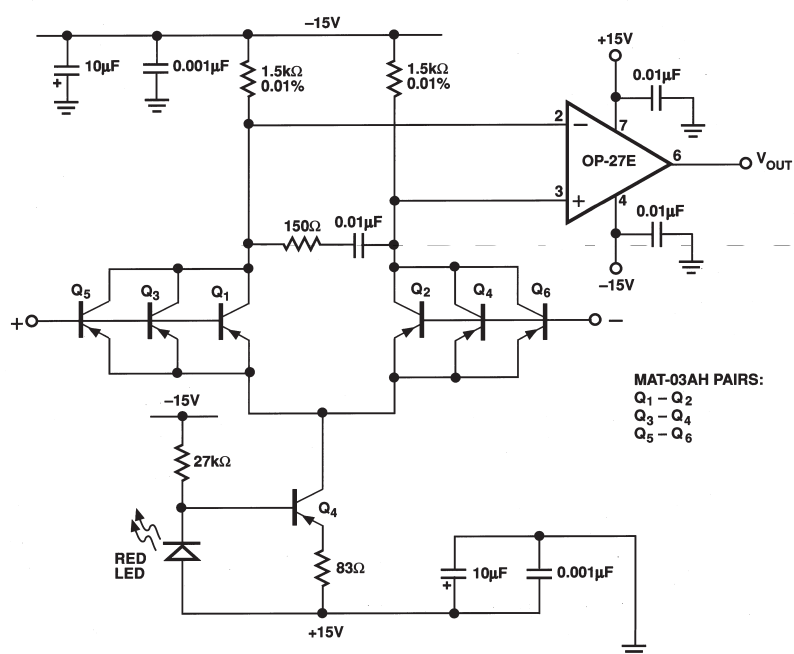 –15V
10µF
+
0.001µF
1.5kΩ
0.01%
1.5kΩ
0.01%
+15V
0.01µF
2
–
7
OP-27E
6
VOUT
3
+
4
0.01µF
–15V
150Ω
0.01µF
Q5
Q3
Q1
Q2
Q4
Q6
+
–
MAT-03AH PAIRS:
Q1 – Q2
Q3 – Q4
Q5 – Q6
–15V
27kΩ
Q4
RED
LED
83Ω
10µF
+
0.001µF
+15V